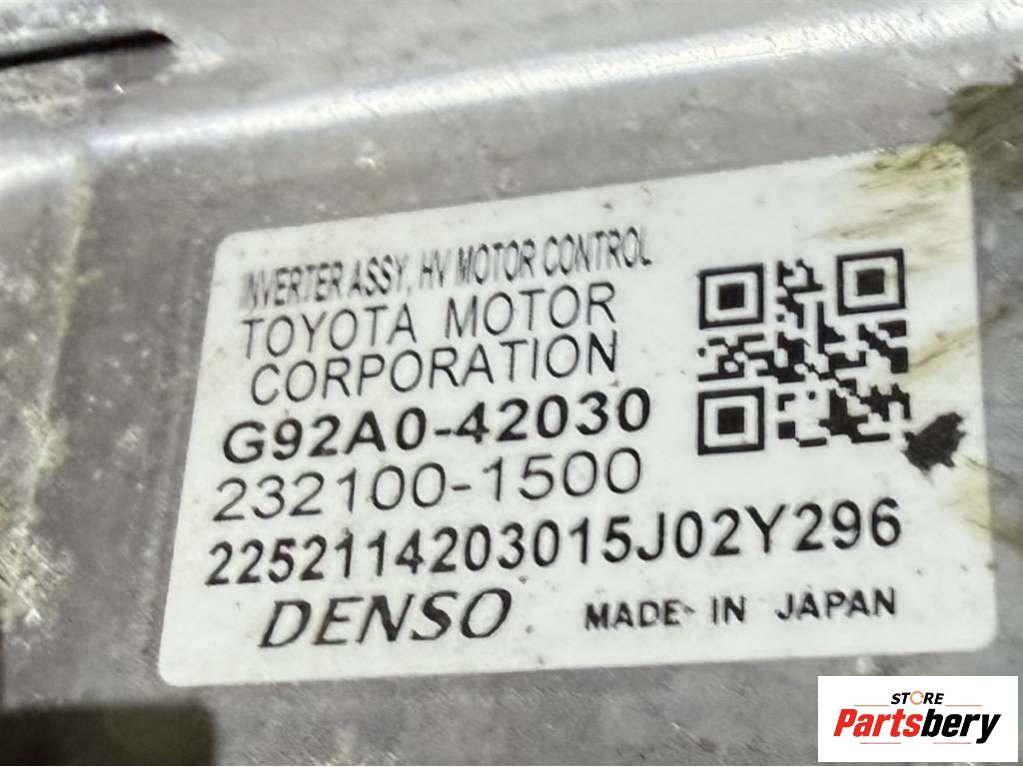 INVERTER ASSY, HV MOTOR CONTROL
TOYOTA MOTOR
CORPORATION
G92A0-42030
232100-1500
2252114203015J02Y296
DENSO MADE IN JAPAN
STORE
Partsbery